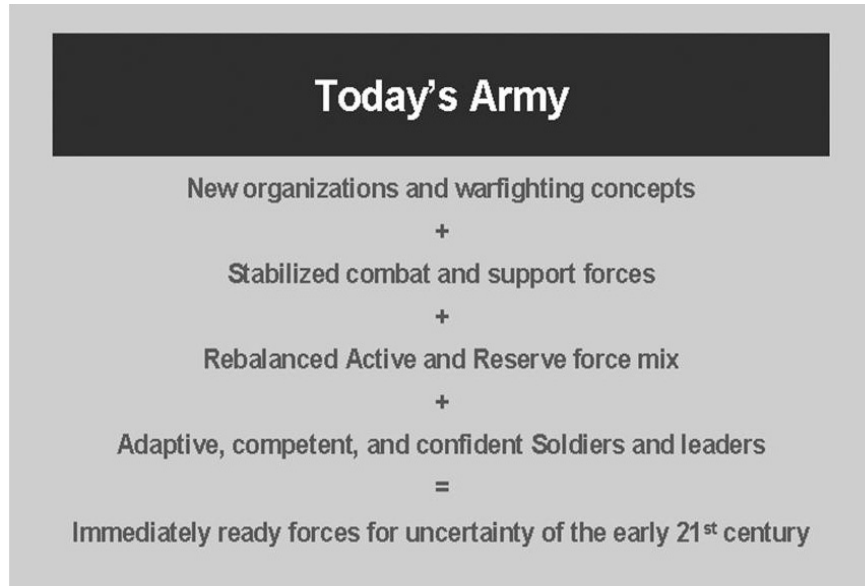 Today's Army
New organizations and warfighting concepts
+
Stabilized combat and support forces
+
Rebalanced Active and Reserve force mix
+
Adaptive, competent, and confident Soldiers and leaders
=
Immediately ready forces for uncertainty of the early 21st century